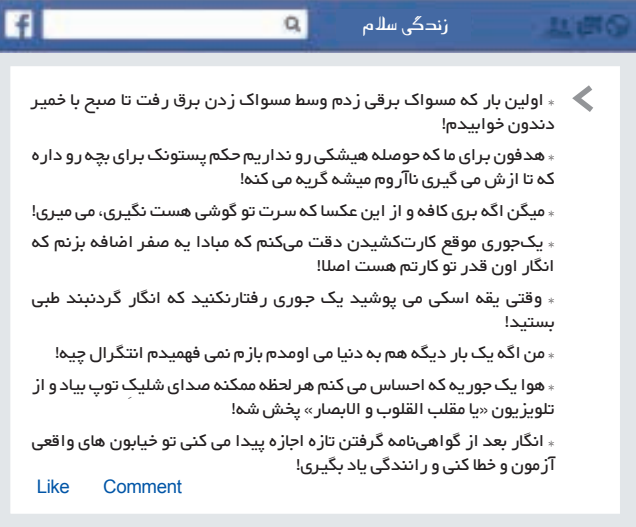 f
زندگی سلام
* اولین بار که مسواک برقی زدم وسط مسواک زدن برق رفت تا صبح با خمیر
دندون خوابیدم!
* هدفون برای ما که حوصله هیشکی رو نداریم حکم پستونک برای بچه رو داره
که تا ازش می گیری ناآروم میشه گریه می کنه!
* میگن اگه بری کافه و از این عکسا که سرت تو گوشی هست نگیری، می میری!
* یک‌جوری موقع کارت‌کشیدن دقت می‌کنم که مبادا یه صفر اضافه بزنم که
انگار اون قدر تو کارتم هست اصلا!
* وقتی یقه اسکی می پوشید یک جوری رفتارنکنید که انگار گردنبند طبی
بستید!
* من اگه یک بار دیگه هم به دنیا می اومدم بازم نمی فهمیدم انتگرال چیه!
* هوا یک جوریه که احساس می کنم هر لحظه ممکنه صدای شلیکِ توپ بیاد و از
تلویزیون «یا مقلب القلوب و الابصار» پخش شه!
* انگار بعد از گواهی‌نامه گرفتن تازه اجازه پیدا می کنی تو خیابون های واقعی
آزمون و خطا کنی و رانندگی یاد بگیری!
Like Comment